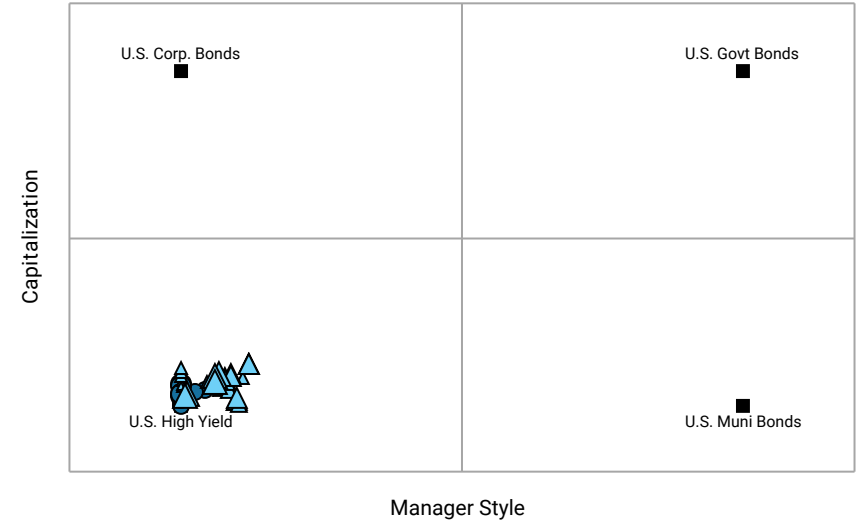 U.S. Corp. Bonds
U.S. Govt Bonds
Capitalization
U.S. High Yield
U.S. Muni Bonds
Manager Style